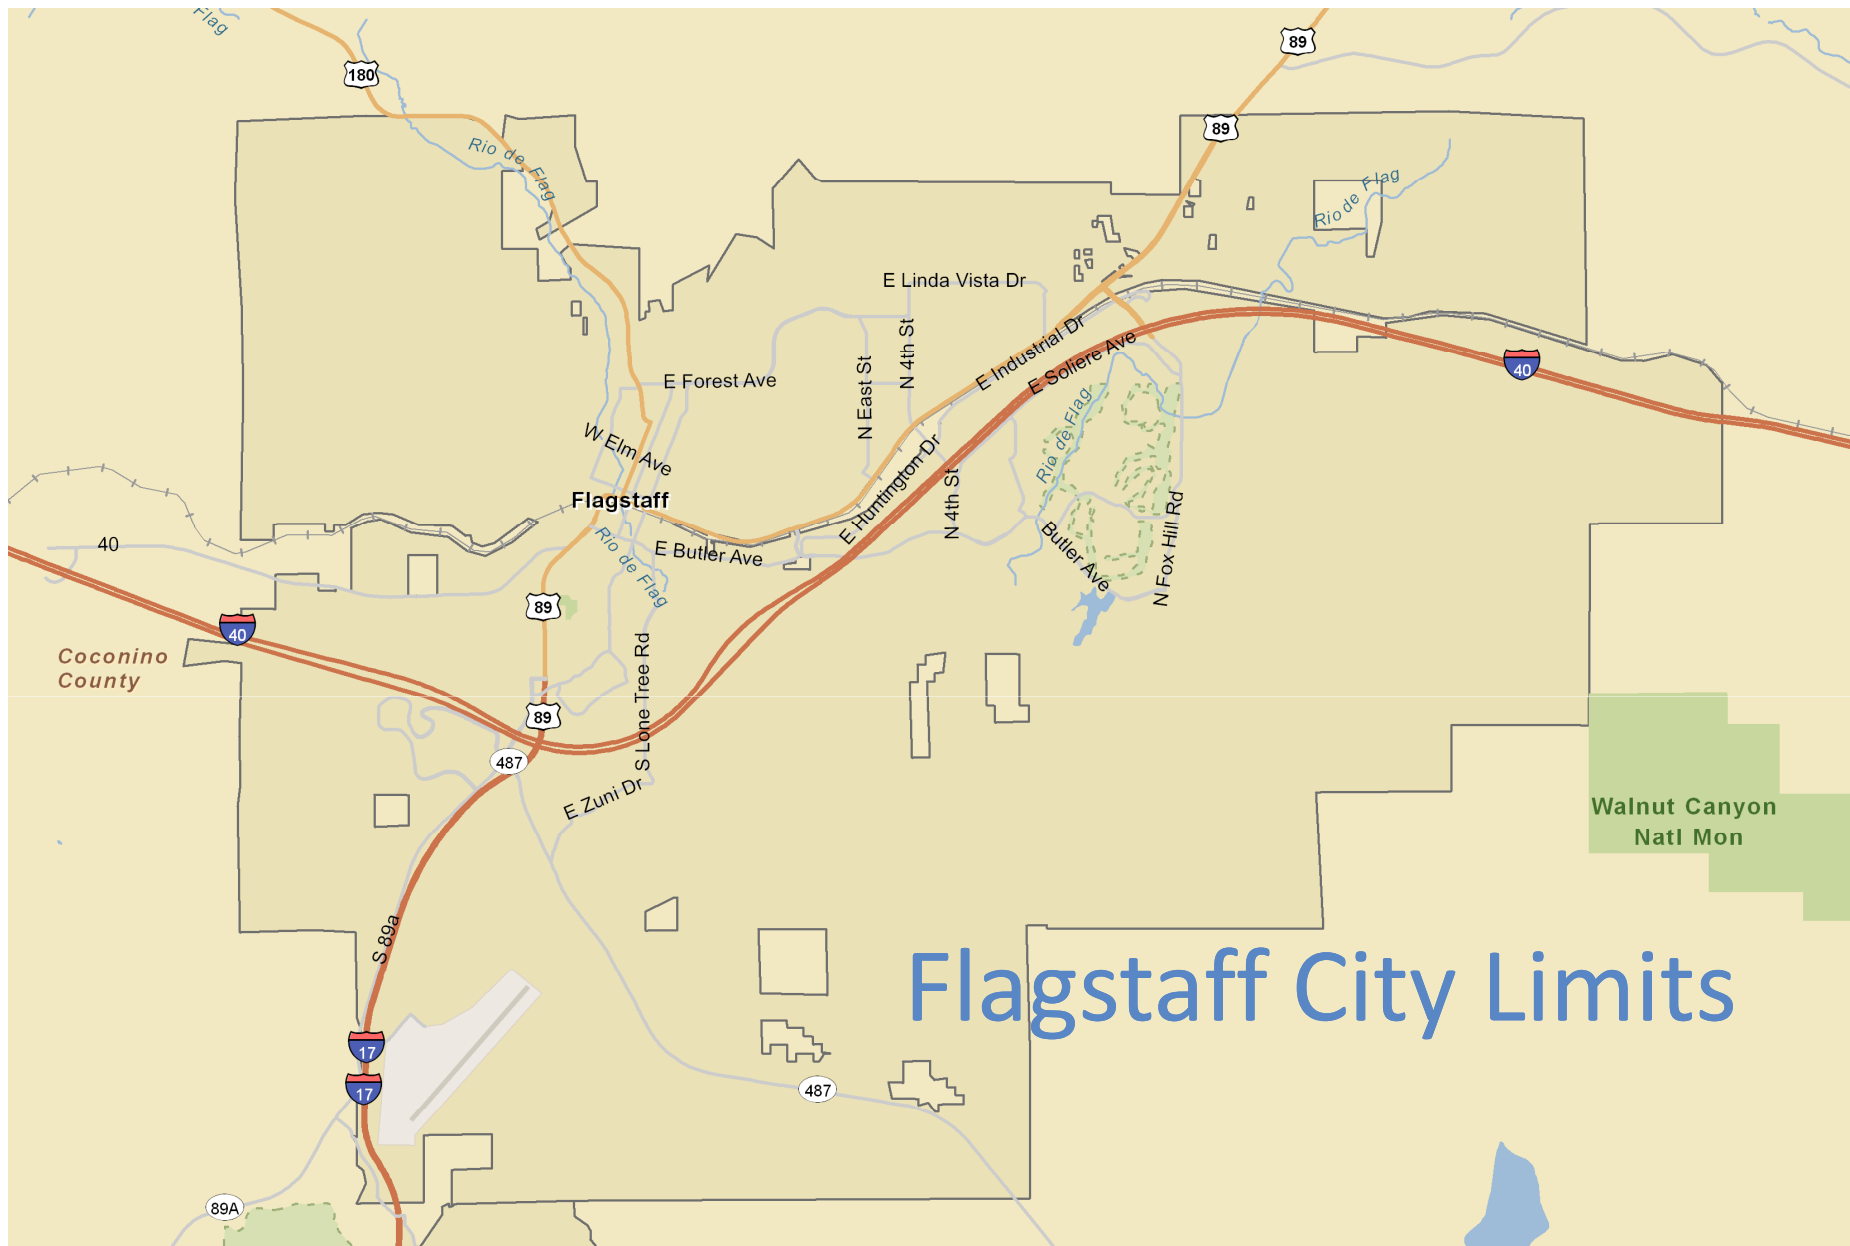 Flag
180
89
89
Rio de Flag
Rio de Flag
E Linda Vista Dr
N 4th St
E Industrial Dr
E Soliere Ave
40
E Forest Ave
N East St
W Elm Ave
Rio de Flag
E Huntington Dr
N 4th St
Flagstaff
40
E Butler Ave
Rio de Flag
Butler Ave
N Fox Hill Rd
89
40
Coconino
County
S Lone Tree Rd
89
487
E Zuni Dr
Walnut Canyon
Natl Mon
S 89a
Flagstaff City Limits
17
17
487
89A